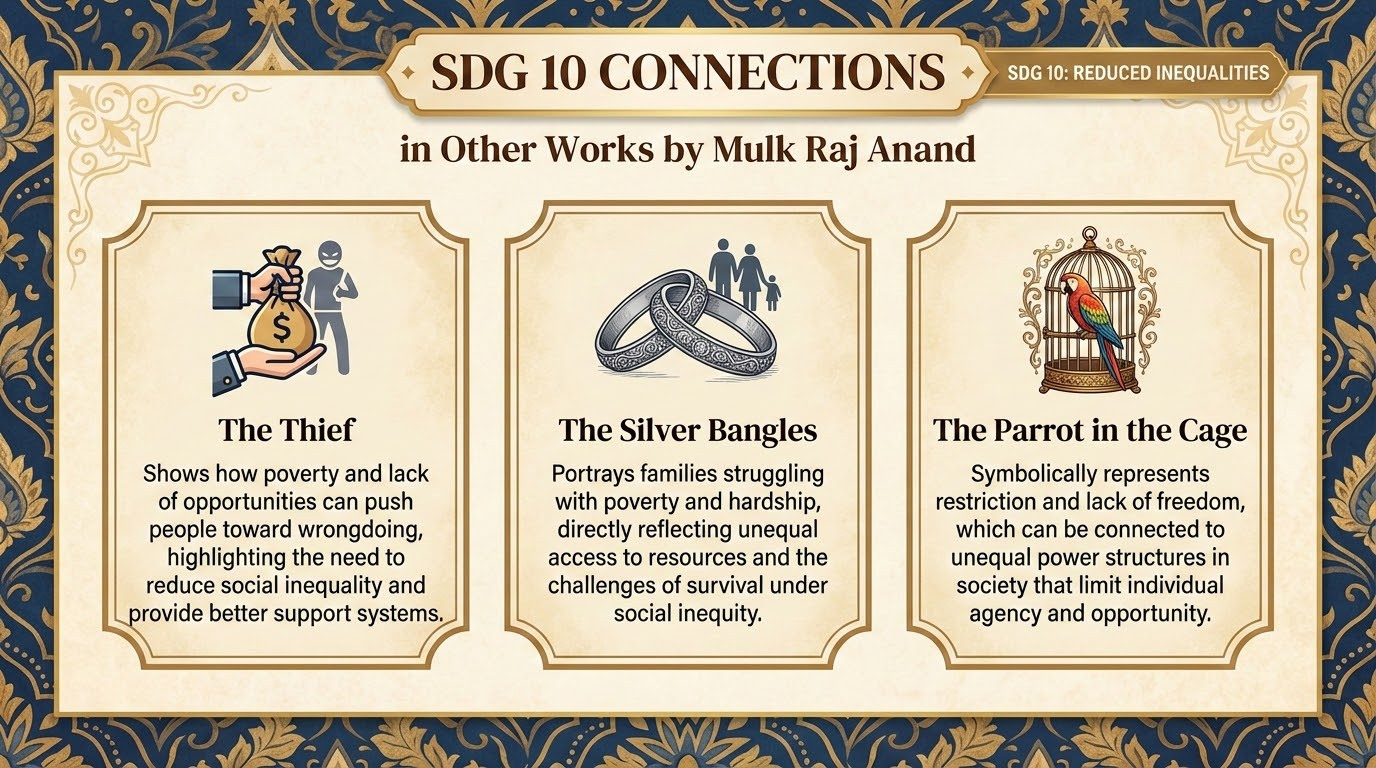 SDG 10 CONNECTIONS
SDG 10: REDUCED INEQUALITIES
in Other Works by Mulk Raj Anand
$
The Thief
Shows how poverty and lack
of opportunities can push
people toward wrongdoing,
highlighting the need to
reduce social inequality and
provide better support systems.
The Silver Bangles
Portrays families struggling
with poverty and hardship,
directly reflecting unequal
access to resources and the
challenges of survival under
social inequity.
The Parrot in the Cage
Symbolically represents
restriction and lack of freedom,
which can be connected to
unequal power structures in
society that limit individual
agency and opportunity.